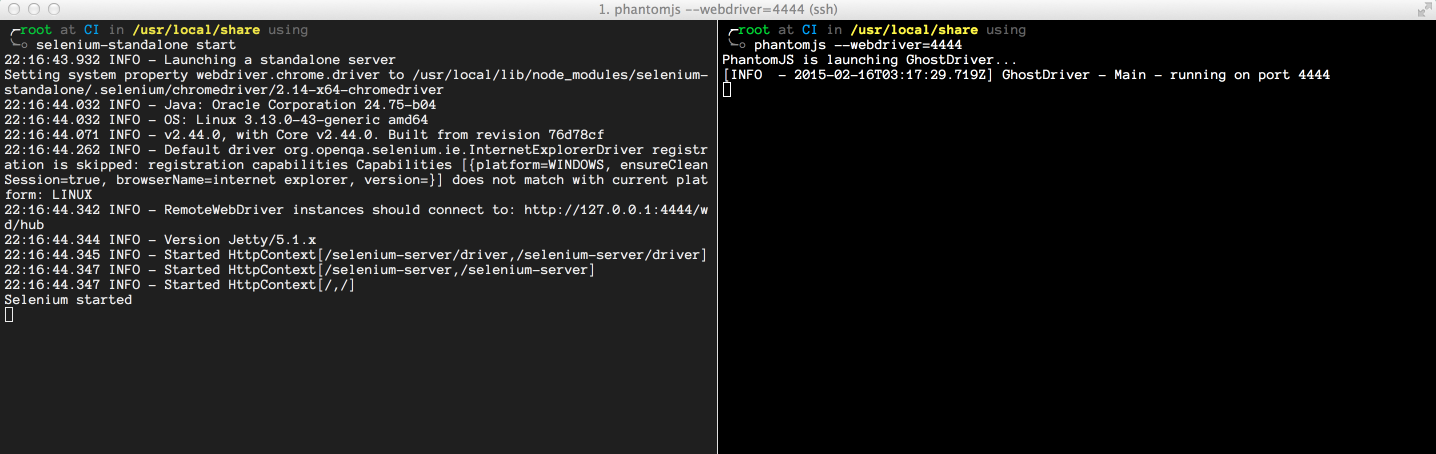 1. phantomjs --webdriver=4444 (ssh)
root at CI in /usr/local/share using
selenium-standalone start
22:16:43.932 INFO - Launching a standalone server
Setting system property webdriver.chrome.driver to /usr/local/lib/node_modules/selenium-
standalone/.selenium/chromedriver/2.14-x64-chromedriver
22:16:44.032 INFO - Java: Oracle Corporation 24.75-b04
22:16:44.032 INFO - OS: Linux 3.13.0-43-generic amd64
22:16:44.071 INFO - v2.44.0, with Core v2.44.0. Built from revision 76d78cf
22:16:44.262 INFO - Default driver org.openqa.selenium.ie.InternetExplorerDriver registr
ation is skipped: registration capabilities Capabilities [{platform=WINDOWS, ensureClean
Session=true, browserName=internet explorer, version=}] does not match with current plat
form: LINUX
22:16:44.342 INFO - RemoteWebDriver instances should connect to: http://127.0.0.1:4444/w
d/hub
22:16:44.344 INFO - Version Jetty/5.1.x
22:16:44.345 INFO - Started HttpContext[/selenium-server/driver,/selenium-server/driver]
22:16:44.347 INFO - Started HttpContext[/selenium-server,/selenium-server]
22:16:44.347 INFO - Started HttpContext[/,/]
Selenium started
root at CI in /usr/local/share using
phantomjs --webdriver=4444
PhantomJS is launching GhostDriver...
[INFO  - 2015-02-16T03:17:29.719Z] GhostDriver - Main - running on port 4444